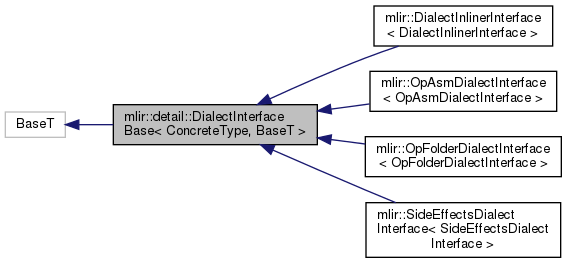 mlir::DialectInlinerInterface
< DialectInlinerInterface >
mlir::OpAsmDialectInterface
< OpAsmDialectInterface >
BaseT
mlir::detail::DialectInterface
Base< ConcreteType, BaseT >
mlir::OpFolderDialectInterface
< OpFolderDialectInterface >
mlir::SideEffectsDialect
Interface< SideEffectsDialect
Interface >